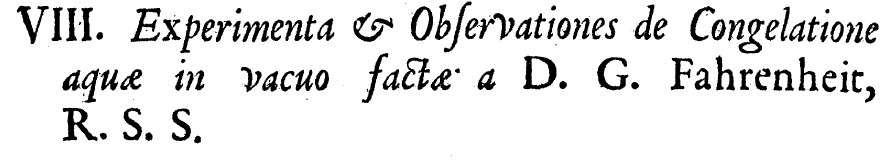 VIII. Experimenta & Obſervationes de Congelatione
aquæ in vacuo factæ a D. G. Fahrenheit,
R. S. S.